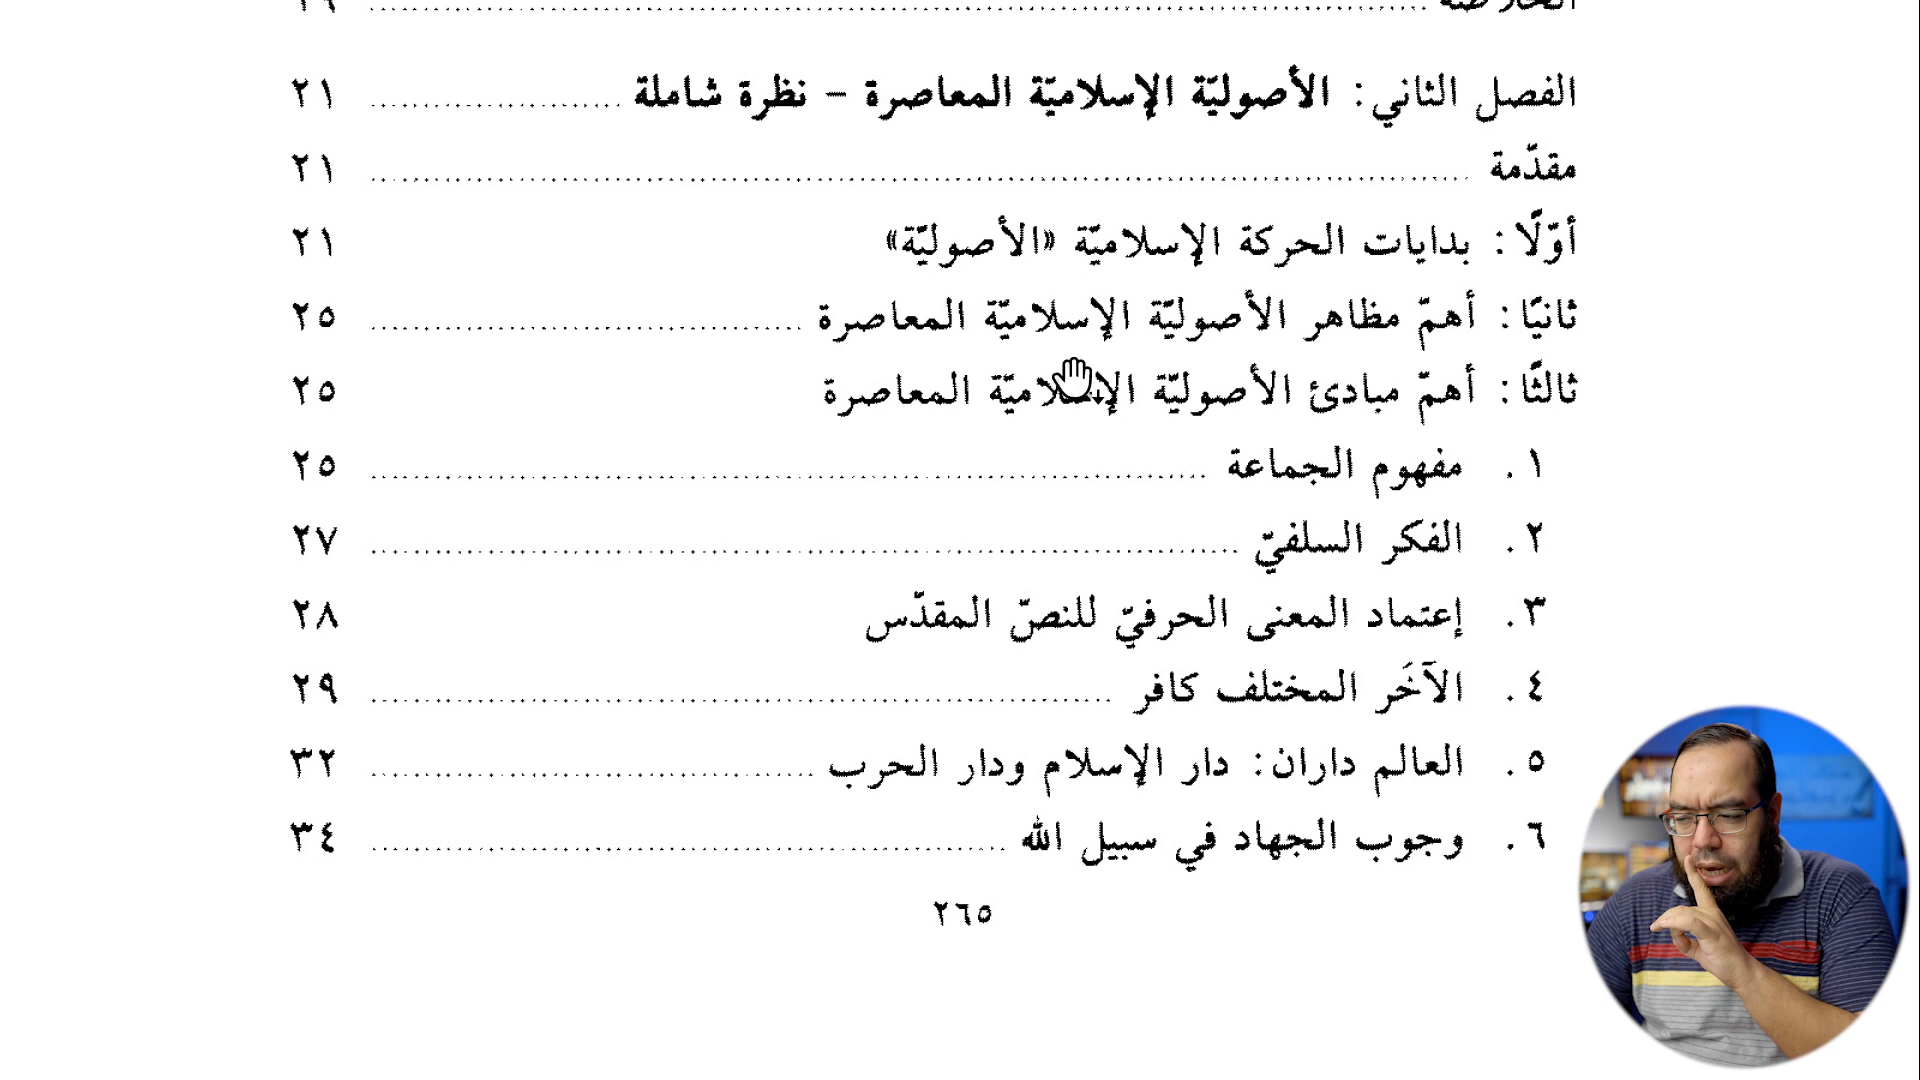 الفصل الثاني: الأصوليّة الإسلاميّة المعاصرة – نظرة شاملة ٢١
مقدّمة ٢١
أوّلًا: بدايات الحركة الإسلاميّة «الأصوليّة» ٢١
ثانيًا: أهمّ مظاهر الأصوليّة الإسلاميّة المعاصرة ٢٥
ثالثًا: أهمّ مبادئ الأصوليّة الإسلاميّة المعاصرة ٢٥
١. مفهوم الجماعة ٢٥
٢. الفكر السلفيّ ٢٧
٣. إعتماد المعنى الحرفيّ للنصّ المقدّس ٢٨
٤. الآخَر المختلف كافر ٢٩
٥. العالم داران: دار الإسلام ودار الحرب ٣٢
٦. وجوب الجهاد في سبيل الله ٣٤
٢٦٥